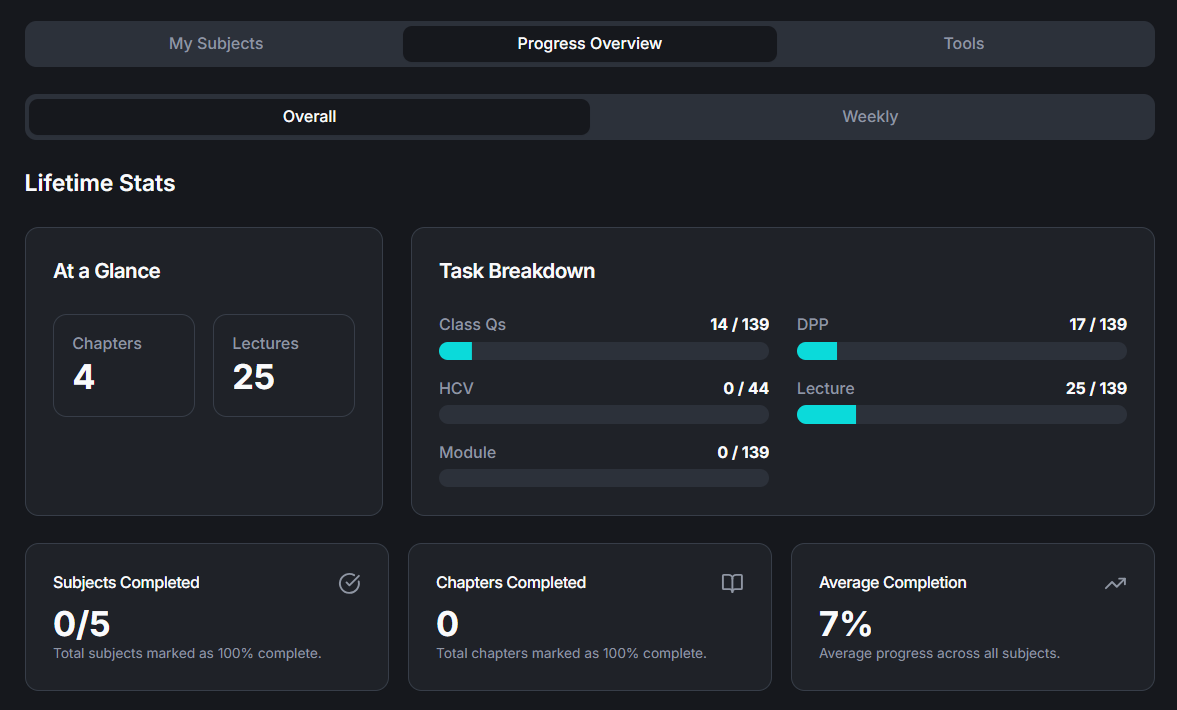 My Subjects
Progress Overview
Tools
Overall
Weekly
Lifetime Stats
At a Glance
Chapters
4
Lectures
25
Task Breakdown
Class Qs
14 / 139
DPP
17 / 139
HCV
0 / 44
Lecture
25 / 139
Module
0 / 139
Subjects Completed
0/5
Total subjects marked as 100% complete.
Chapters Completed
0
Total chapters marked as 100% complete.
Average Completion
7%
Average progress across all subjects.